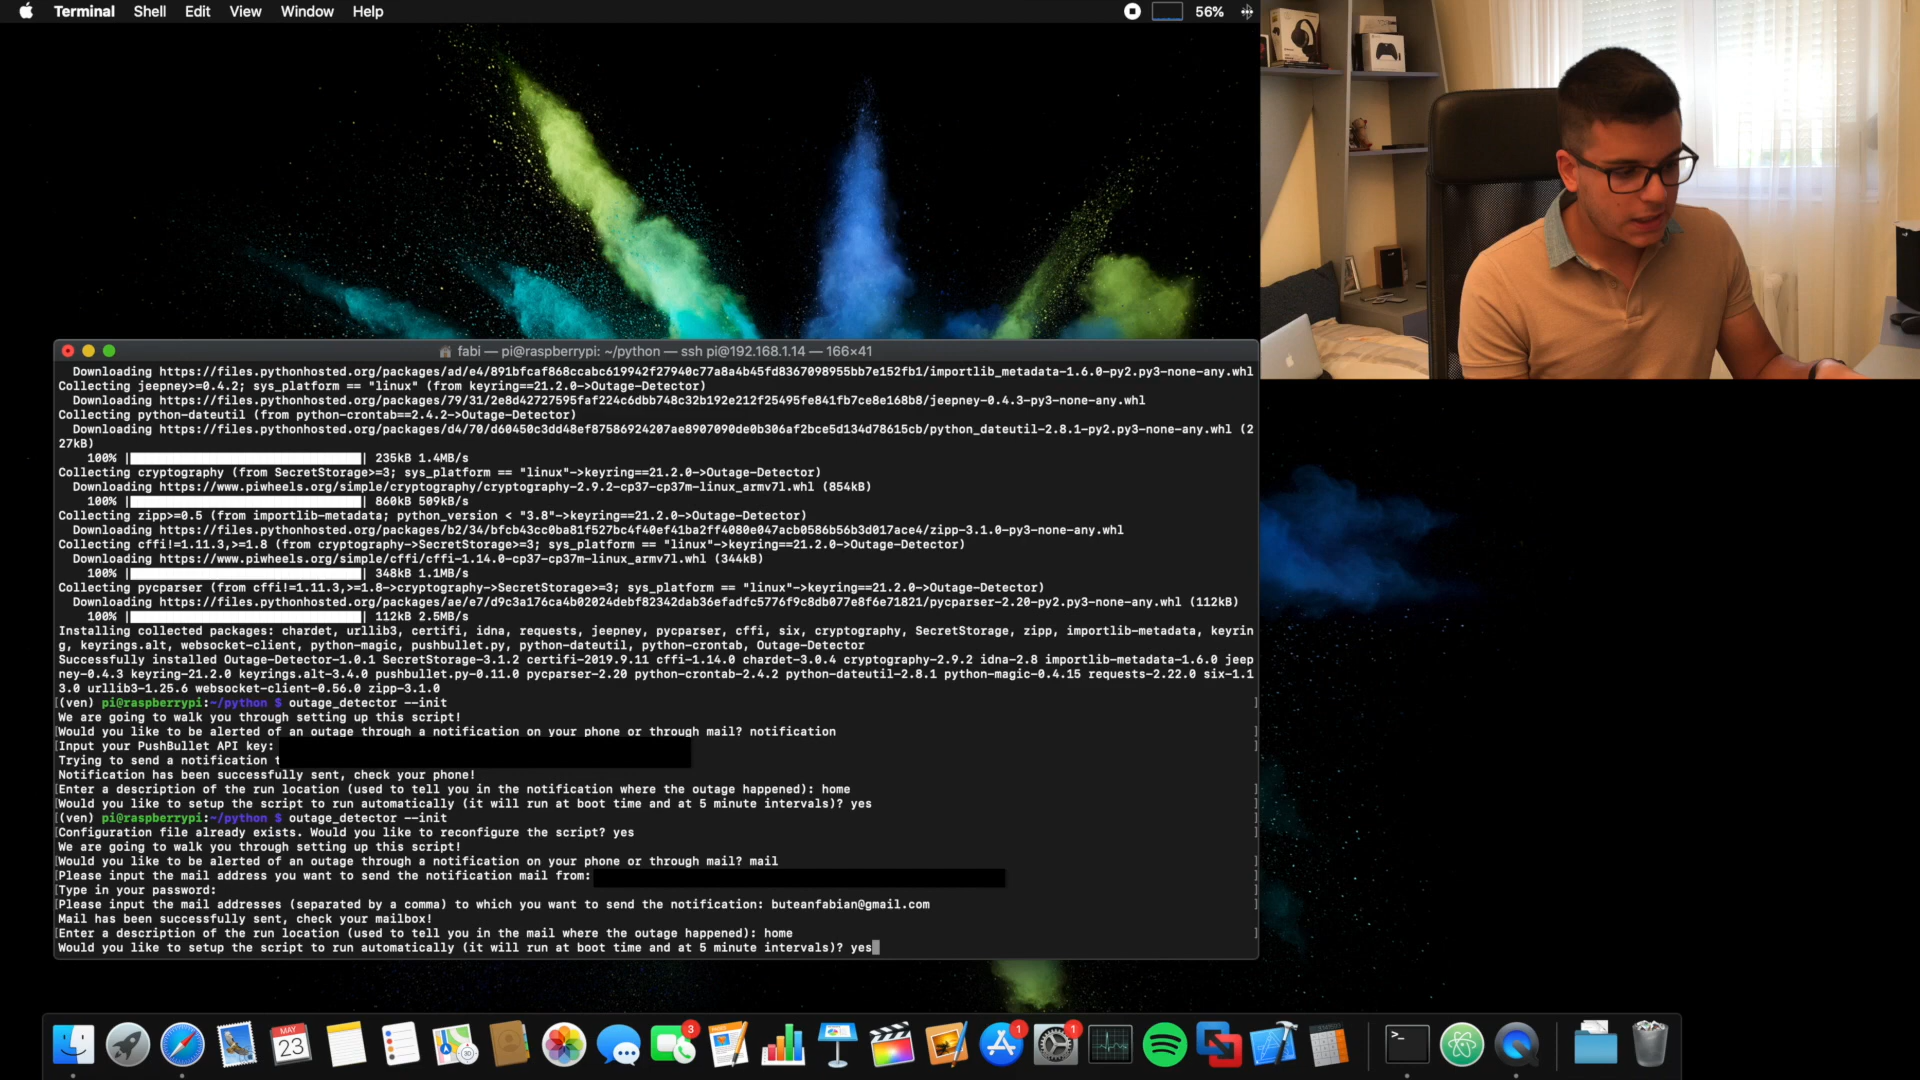 Terminal Shell Edit View Window Help 56%
fabi — pi@raspberrypi: ~/python — ssh pi@192.168.1.14 — 166×41
Downloading https://files.pythonhosted.org/packages/ad/e4/891bfcaf868ccabc619942f27940c77a8a4b45fd8367098955bb7e152fb1/importlib_metadata-1.6.0-py2.py3-none-any.whl
Collecting jeepney>=0.4.2; sys_platform == "linux" (from keyring==21.2.0->Outage-Detector)
Downloading https://files.pythonhosted.org/packages/79/31/2e8d42727595faf224c6dbb748c32b192e212f25495fe841fb7ce8e168b8/jeepney-0.4.3-py3-none-any.whl
Collecting python-dateutil (from python-crontab==2.4.2->Outage-Detector)
Downloading https://files.pythonhosted.org/packages/d4/70/d60450c3dd48ef87586924207ae8907090de0b306af2bce5d134d78615cb/python_dateutil-2.8.1-py2.py3-none-any.whl (2
27kB)
100% | | 235kB 1.4MB/s
Collecting cryptography (from SecretStorage>=3; sys_platform == "linux"->keyring==21.2.0->Outage-Detector)
Downloading https://www.piwheels.org/simple/cryptography/cryptography-2.9.2-cp37-cp37m-linux_armv7l.whl (854kB)
100% | | 860kB 509kB/s
Collecting zipp>=0.5 (from importlib-metadata; python_version < "3.8"->keyring==21.2.0->Outage-Detector)
Downloading https://files.pythonhosted.org/packages/b2/34/bfcb43cc0ba81f527bc4f40ef41ba2ff4080e047acb0586b56b3d017ace4/zipp-3.1.0-py3-none-any.whl
Collecting cffi!=1.11.3,>=1.8 (from cryptography->SecretStorage>=3; sys_platform == "linux"->keyring==21.2.0->Outage-Detector)
Downloading https://www.piwheels.org/simple/cffi/cffi-1.14.0-cp37-cp37m-linux_armv7l.whl (344kB)
100% | | 348kB 1.1MB/s
Collecting pycparser (from cffi!=1.11.3,>=1.8->cryptography->SecretStorage>=3; sys_platform == "linux"->keyring==21.2.0->Outage-Detector)
Downloading https://files.pythonhosted.org/packages/ae/e7/d9c3a176ca4b02024debf82342dab36efadfc5776f9c8db077e8f6e71821/pycparser-2.20-py2.py3-none-any.whl (112kB)
100% | | 112kB 2.5MB/s
Installing collected packages: chardet, urllib3, certifi, idna, requests, jeepney, pycparser, cffi, six, cryptography, SecretStorage, zipp, importlib-metadata, keyrin
g, keyrings.alt, websocket-client, python-magic, pushbullet.py, python-dateutil, python-crontab, Outage-Detector
Successfully installed Outage-Detector-1.0.1 SecretStorage-3.1.2 certifi-2019.9.11 cffi-1.14.0 chardet-3.0.4 cryptography-2.9.2 idna-2.8 importlib-metadata-1.6.0 jeep
ney-0.4.3 keyring-21.2.0 keyrings.alt-3.4.0 pushbullet.py-0.11.0 pycparser-2.20 python-crontab-2.4.2 python-dateutil-2.8.1 python-magic-0.4.15 requests-2.22.0 six-1.1
3.0 urllib3-1.25.6 websocket-client-0.56.0 zipp-3.1.0
[(ven) pi@raspberrypi:~/python $ outage_detector --init ]
We are going to walk you through setting up this script!
[Would you like to be alerted of an outage through a notification on your phone or through mail? notification ]
[Input your PushBullet API key: ]
Trying to send a notification t
Notification has been successfully sent, check your phone!
[Enter a description of the run location (used to tell you in the notification where the outage happened): home ]
[Would you like to setup the script to run automatically (it will run at boot time and at 5 minute intervals)? yes ]
[(ven) pi@raspberrypi:~/python $ outage_detector --init ]
[Configuration file already exists. Would you like to reconfigure the script? yes ]
We are going to walk you through setting up this script!
[Would you like to be alerted of an outage through a notification on your phone or through mail? mail ]
[Please input the mail address you want to send the notification mail from: ]
[Type in your password: ]
[Please input the mail addresses (separated by a comma) to which you want to send the notification: buteanfabian@gmail.com ]
Mail has been successfully sent, check your mailbox!
[Enter a description of the run location (used to tell you in the mail where the outage happened): home ]
Would you like to setup the script to run automatically (it will run at boot time and at 5 minute intervals)? yes
MAY
23
3
1
1
>_